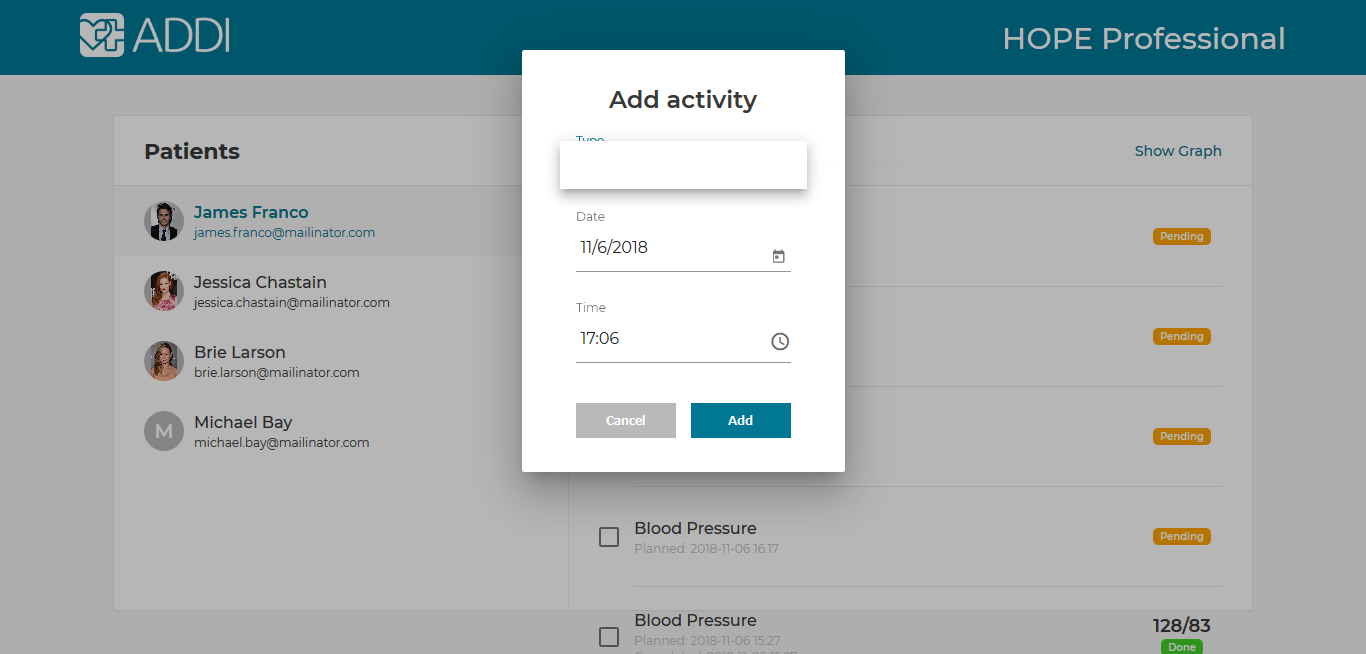 ADDI
HOPE Professional
Add activity
Type
Date
11/6/2018
Time
17:06
Cancel
Add
Patients
James Franco
james.franco@mailinator.com
Jessica Chastain
jessica.chastain@mailinator.com
Brie Larson
brie.larson@mailinator.com
M
Michael Bay
michael.bay@mailinator.com
Show Graph
Pending
Pending
Pending
Blood Pressure
Planned: 2018-11-06 16:17
Pending
Blood Pressure
Planned: 2018-11-06 15:27
128/83
Done